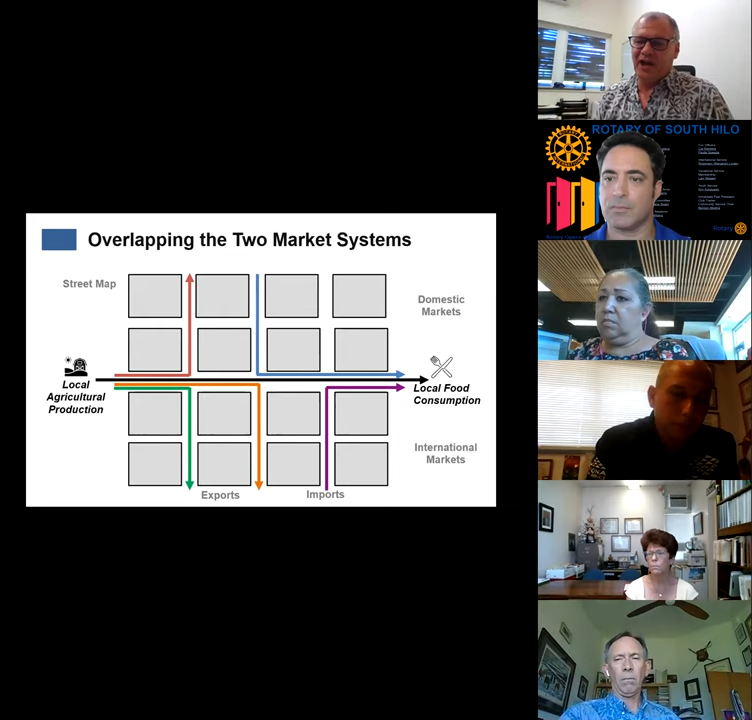 Overlapping the Two Market Systems
Street Map
Domestic
Markets
Local
Agricultural
Production
Local Food
Consumption
International
Markets
Exports
Imports
ROTARY OF SOUTH HILO
Rotary